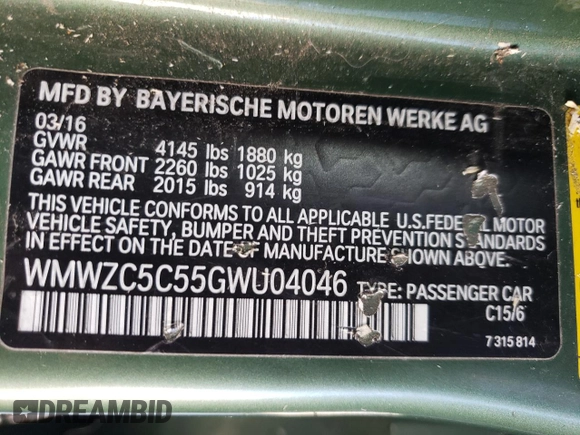 MFD BY BAYERISCHE MOTOREN WERKE AG
03/16
GVWR 4145 lbs 1880 kg
GAWR FRONT 2260 lbs 1025 kg
GAWR REAR 2015 lbs 914 kg
THIS VEHICLE CONFORMS TO ALL APPLICABLE U.S.FEDERAL MOTOR
VEHICLE SAFETY, BUMPER AND THEFT PREVENTION STANDARDS
IN EFFECT ON THE DATE OF MANUFACTURE SHOWN ABOVE.
WMWZC5C55GWU04046 TYPE: PASSENGER CAR
C15/6
7 315 814
DREAMBID